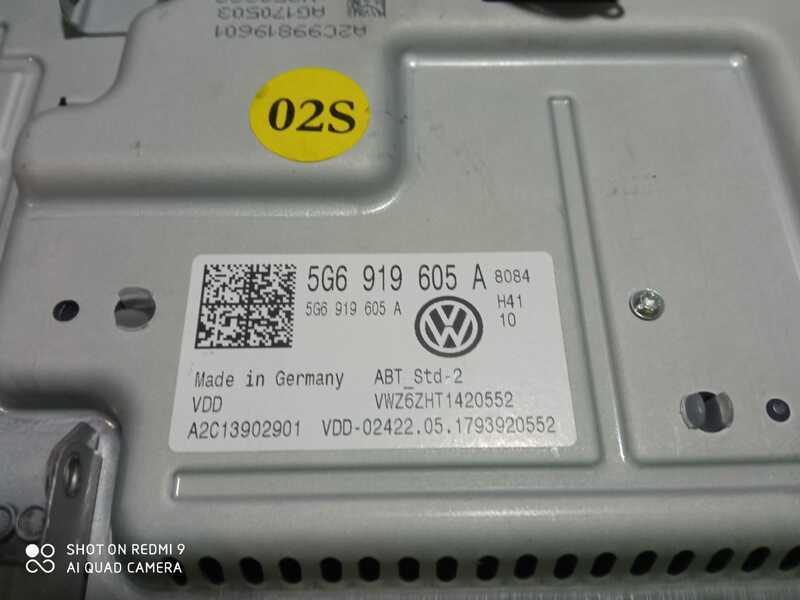 A2C99819601
AG170503
02S
5G6 919 605 A 8084
5G6 919 605 A
H41
10
Made in Germany ABT_Std-2
VDD VWZ6ZHT1420552
A2C13902901 VDD-02422.05.1793920552
SHOT ON REDMI 9
AI QUAD CAMERA